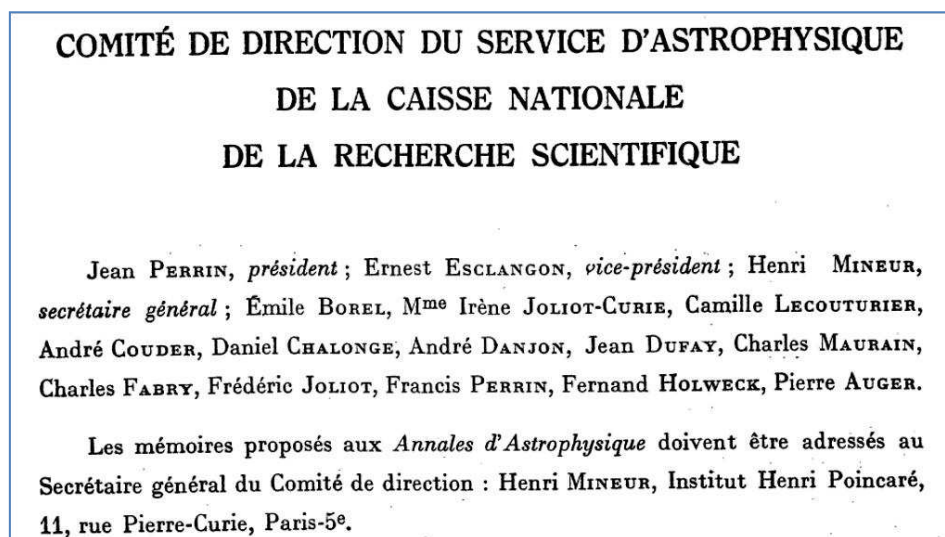 COMITÉ DE DIRECTION DU SERVICE D'ASTROPHYSIQUE
DE LA CAISSE NATIONALE
DE LA RECHERCHE SCIENTIFIQUE
Jean PERRIN, président ; Ernest ESCLANGON, vice-président ; Henri MINEUR,
secrétaire général ; Émile BOREL, Mme Irène JOLIOT-CURIE, Camille LECOUTURIER,
André COUDER, Daniel CHALONGE, André DANJON, Jean DUFAY, Charles MAURAIN,
Charles FABRY, Frédéric JOLIOT, Francis PERRIN, Fernand HOLWECK, Pierre AUGER.
Les mémoires proposés aux Annales d'Astrophysique doivent être adressés au
Secrétaire général du Comité de direction : Henri MINEUR, Institut Henri Poincaré,
11, rue Pierre-Curie, Paris-5e.